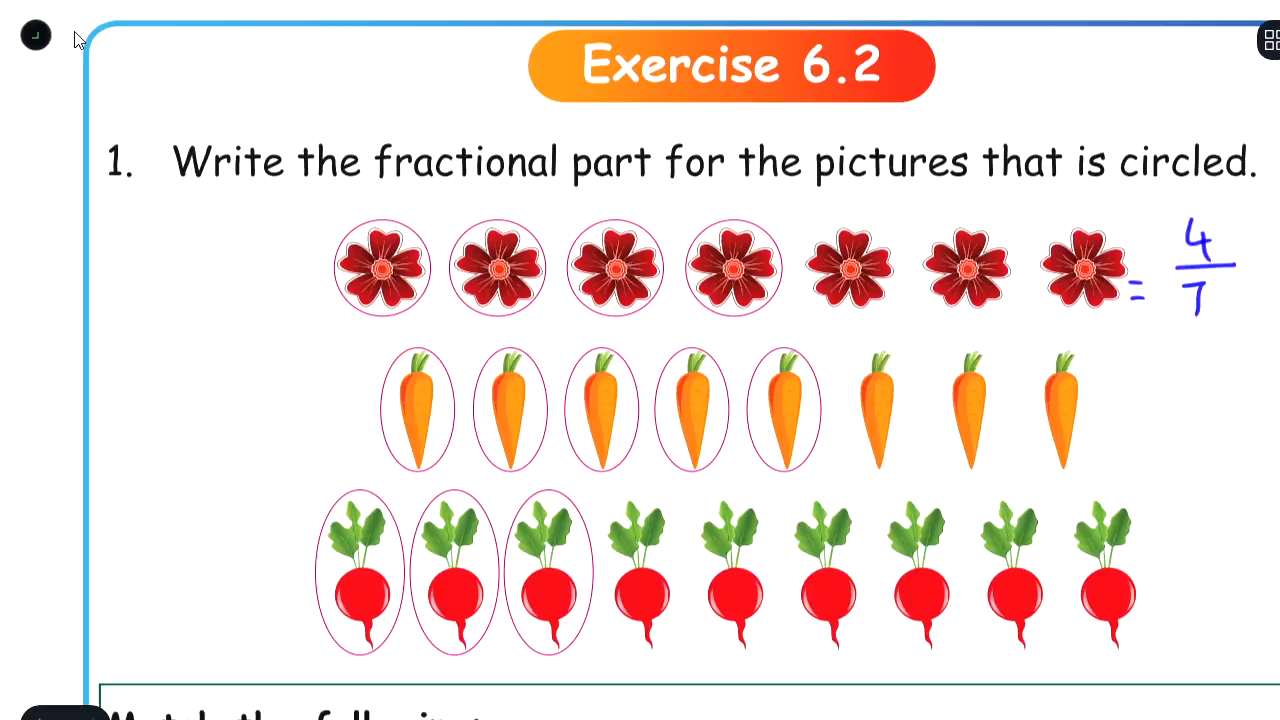 Exercise 6.2
1. Write the fractional part for the pictures that is circled.
= 4/7